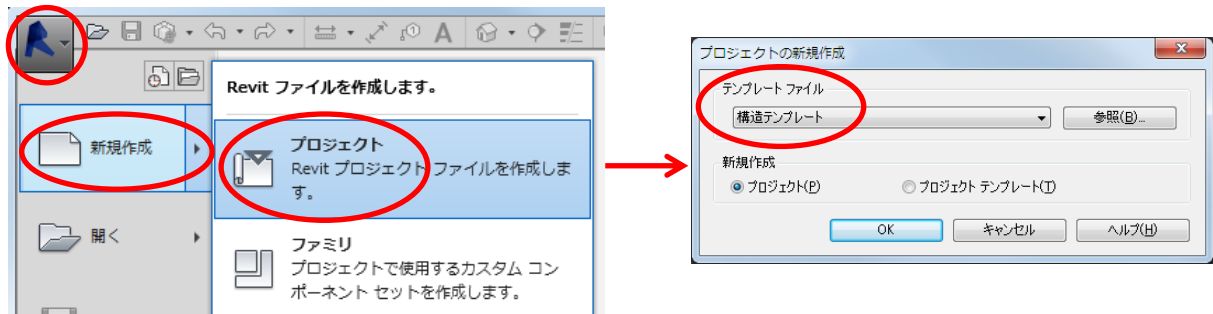 Revit ファイルを作成します。
新規作成
プロジェクト
Revit プロジェクト ファイルを作成しま
す。
開く
ファミリ
プロジェクトで使用するカスタム コン
ポーネント セットを作成します。
プロジェクトの新規作成
テンプレート ファイル
構造テンプレート
参照(B)...
新規作成
プロジェクト(P)
プロジェクト テンプレート(T)
OK
キャンセル
ヘルプ(H)